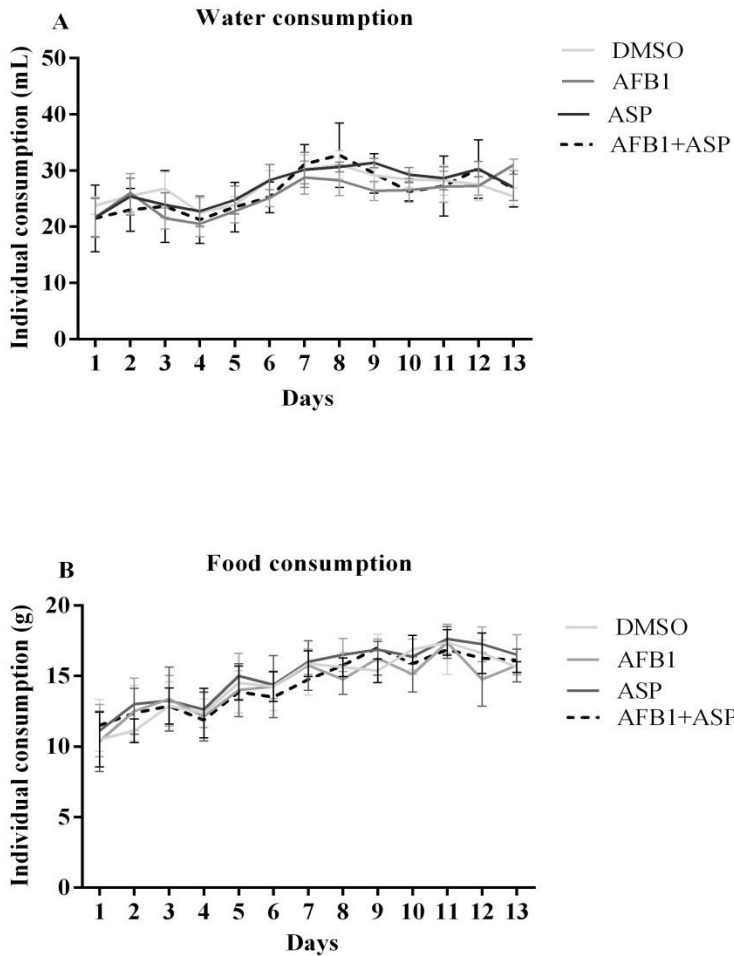 A
Water consumption
Individual consumption (mL)
50
40
30
20
10
0
1 2 3 4 5 6 7 8 9 10 11 12 13
Days
DMSO
AFB1
ASP
AFB1+ASP
B
Food consumption
Individual consumption (g)
20
15
10
5
0
1 2 3 4 5 6 7 8 9 10 11 12 13
Days
DMSO
AFB1
ASP
AFB1+ASP